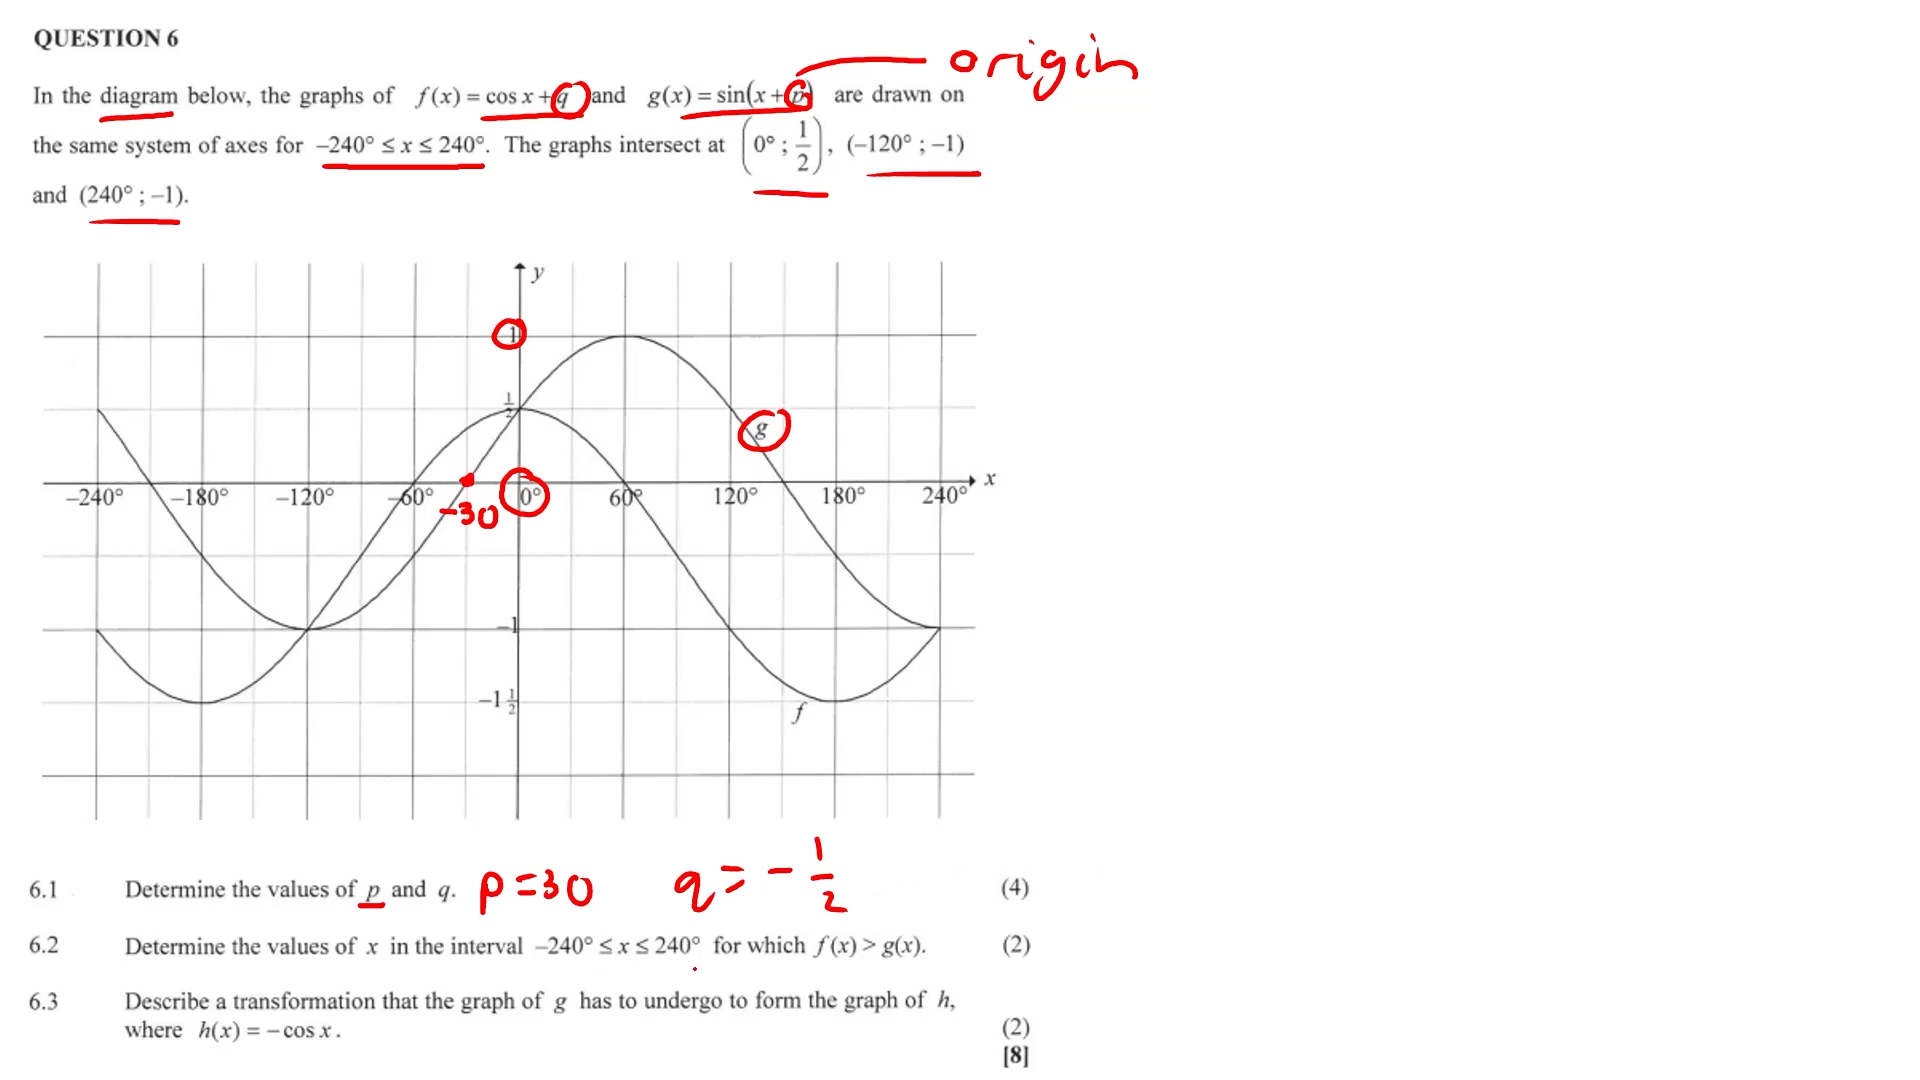 QUESTION 6
origin
In the diagram below, the graphs of f(x) = cos x + q and g(x) = sin(x + p) are drawn on
the same system of axes for −240° ≤ x ≤ 240°. The graphs intersect at (0° ; 1/2), (−120° ; −1)
and (240° ; −1).
y
1
1/2
g
−240° −180° −120° −60° 0° 60° 120° 180° 240° x
-30
−1
−1 1/2
f
6.1 Determine the values of p and q. p=30 q=-1/2 (4)
6.2 Determine the values of x in the interval −240° ≤ x ≤ 240° for which f(x) > g(x). (2)
6.3 Describe a transformation that the graph of g has to undergo to form the graph of h,
where h(x) = − cos x. (2)
[8]